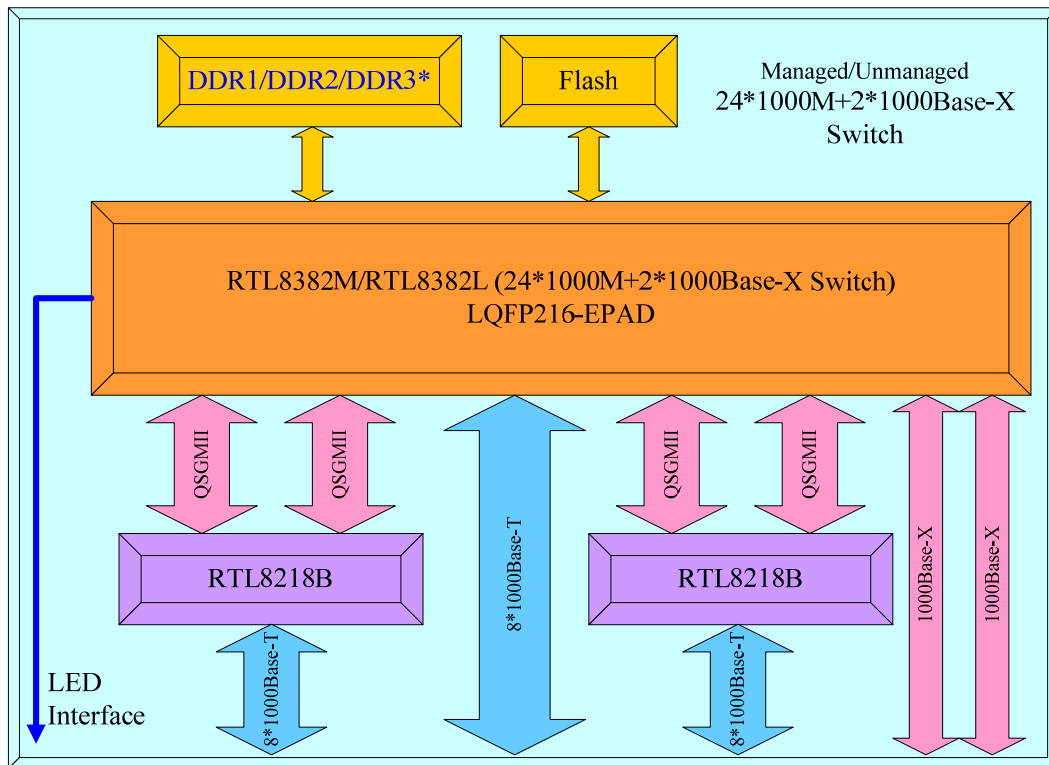 DDR1/DDR2/DDR3*
Flash
Managed/Unmanaged
24*1000M+2*1000Base-X
Switch
RTL8382M/RTL8382L (24*1000M+2*1000Base-X Switch)
LQFP216-EPAD
QSGMII
QSGMII
8*1000Base-T
QSGMII
QSGMII
1000Base-X
1000Base-X
RTL8218B
RTL8218B
8*1000Base-T
8*1000Base-T
LED
Interface